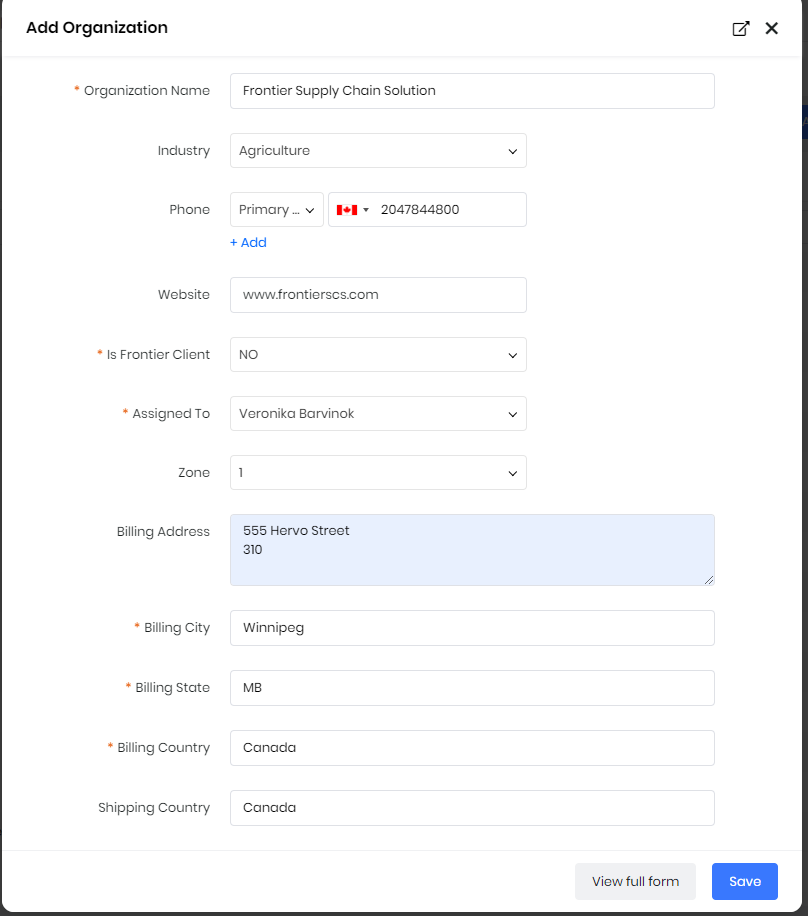 Add Organization
* Organization Name Frontier Supply Chain Solution
Industry Agriculture
Phone Primary ... 2047844800
+ Add
Website www.frontierscs.com
* Is Frontier Client NO
* Assigned To Veronika Barvinok
Zone 1
Billing Address 555 Hervo Street
310
* Billing City Winnipeg
* Billing State MB
* Billing Country Canada
Shipping Country Canada
View full form Save